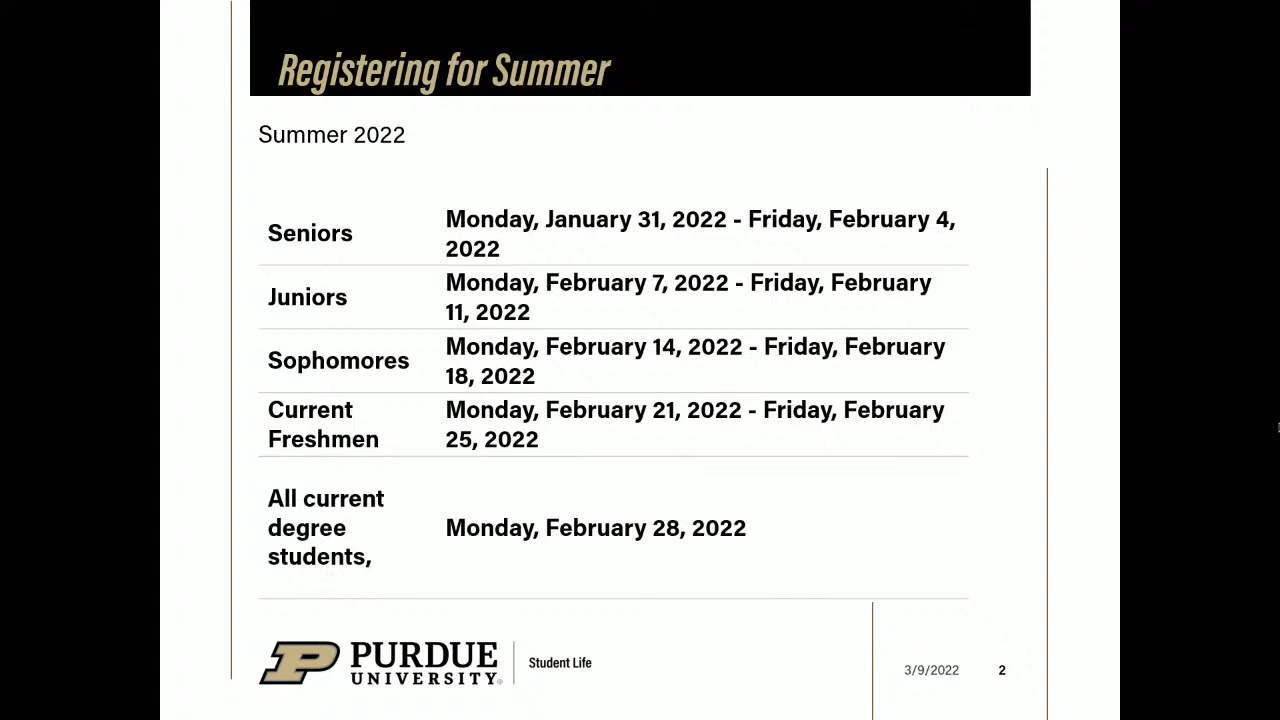 Registering for Summer
Summer 2022
Seniors
Monday, January 31, 2022 - Friday, February 4,
2022
Juniors
Monday, February 7, 2022 - Friday, February
11, 2022
Sophomores
Monday, February 14, 2022 - Friday, February
18, 2022
Current
Freshmen
Monday, February 21, 2022 - Friday, February
25, 2022
All current
degree
students,
Monday, February 28, 2022
PURDUE
UNIVERSITY®
Student Life
3/9/2022
2